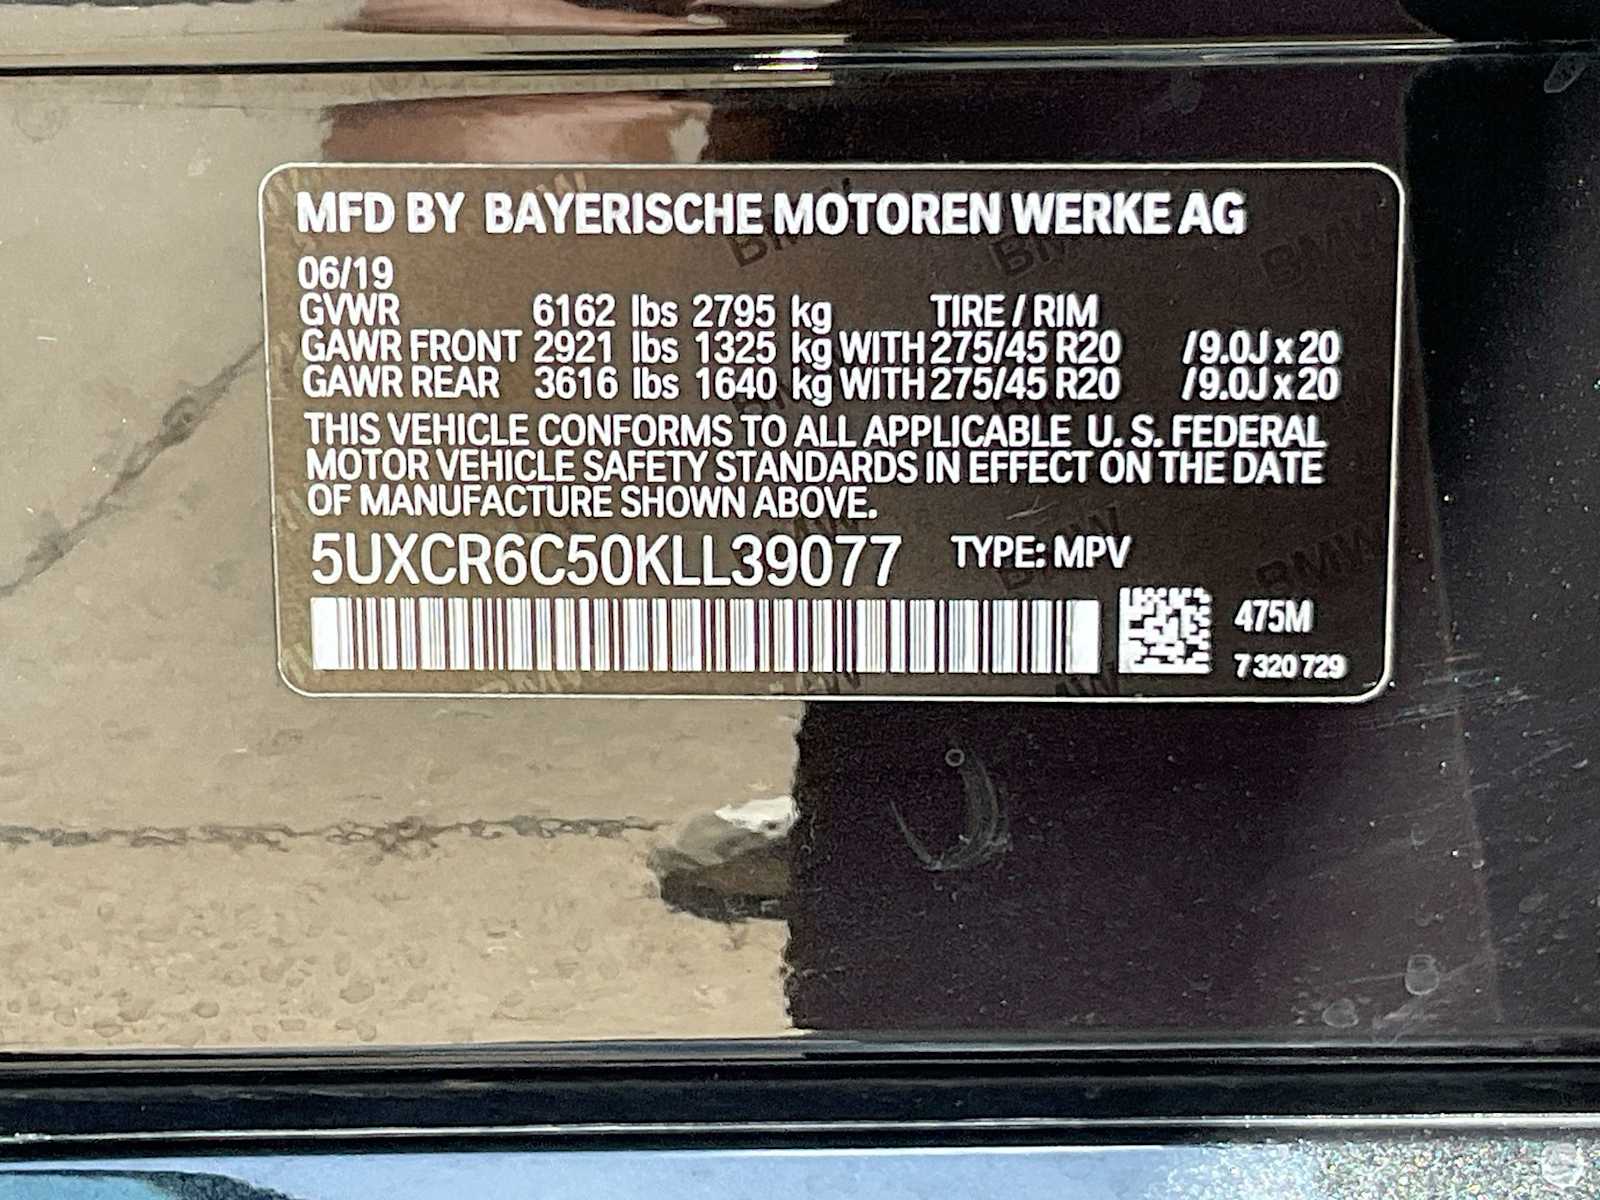 MFD BY BAYERISCHE MOTOREN WERKE AG
06/19
GVWR 6162 lbs 2795 kg TIRE / RIM
GAWR FRONT 2921 lbs 1325 kg WITH 275/45 R20 /9.0J x 20
GAWR REAR 3616 lbs 1640 kg WITH 275/45 R20 /9.0J x 20
THIS VEHICLE CONFORMS TO ALL APPLICABLE U. S. FEDERAL
MOTOR VEHICLE SAFETY STANDARDS IN EFFECT ON THE DATE
OF MANUFACTURE SHOWN ABOVE.
5UXCR6C50KLL39077 TYPE: MPV
475M
7 320 729